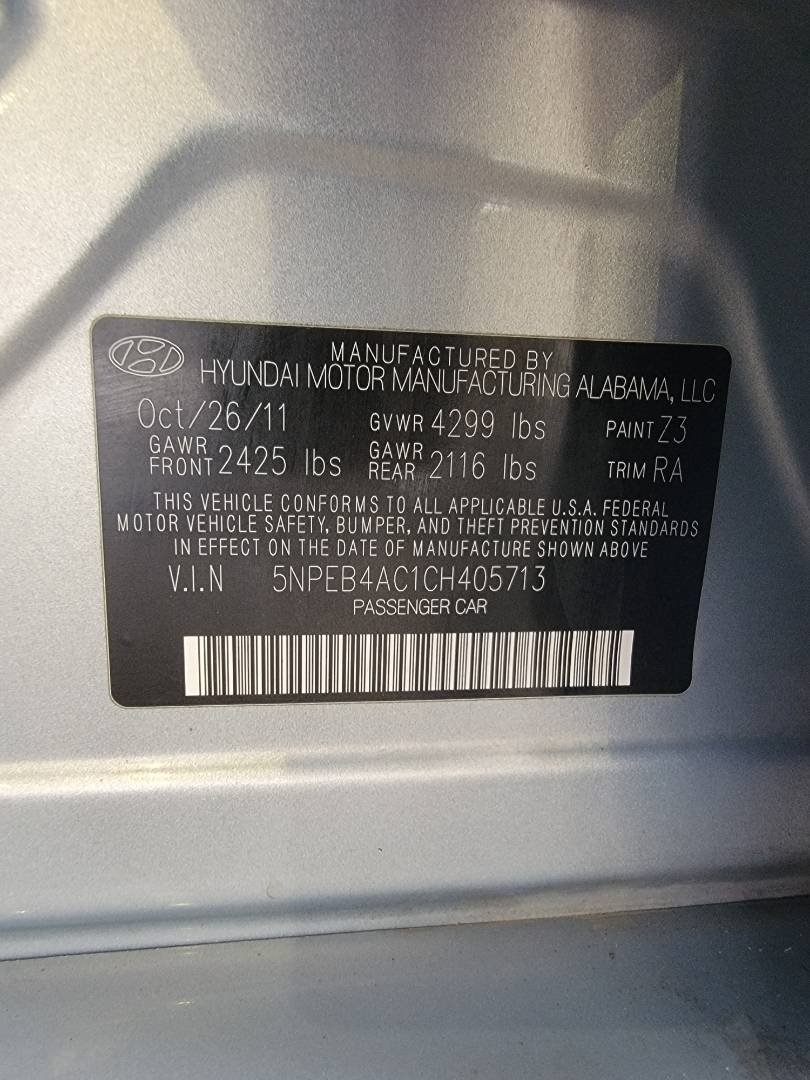 MANUFACTURED BY
HYUNDAI MOTOR MANUFACTURING ALABAMA, LLC
Oct/26/11 GVWR 4299 lbs PAINT Z3
GAWR FRONT 2425 lbs GAWR REAR 2116 lbs TRIM RA
THIS VEHICLE CONFORMS TO ALL APPLICABLE U.S.A. FEDERAL
MOTOR VEHICLE SAFETY, BUMPER, AND THEFT PREVENTION STANDARDS
IN EFFECT ON THE DATE OF MANUFACTURE SHOWN ABOVE
V.I.N 5NPEB4AC1CH405713
PASSENGER CAR